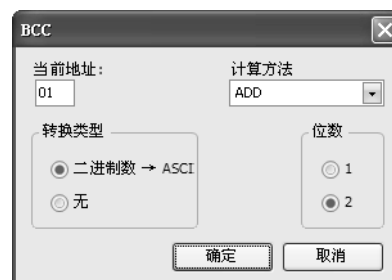 BCC
当前地址: 计算方法
01 ADD
转换类型 位数
二进制数 → ASCI 1
无 2
确定 取消